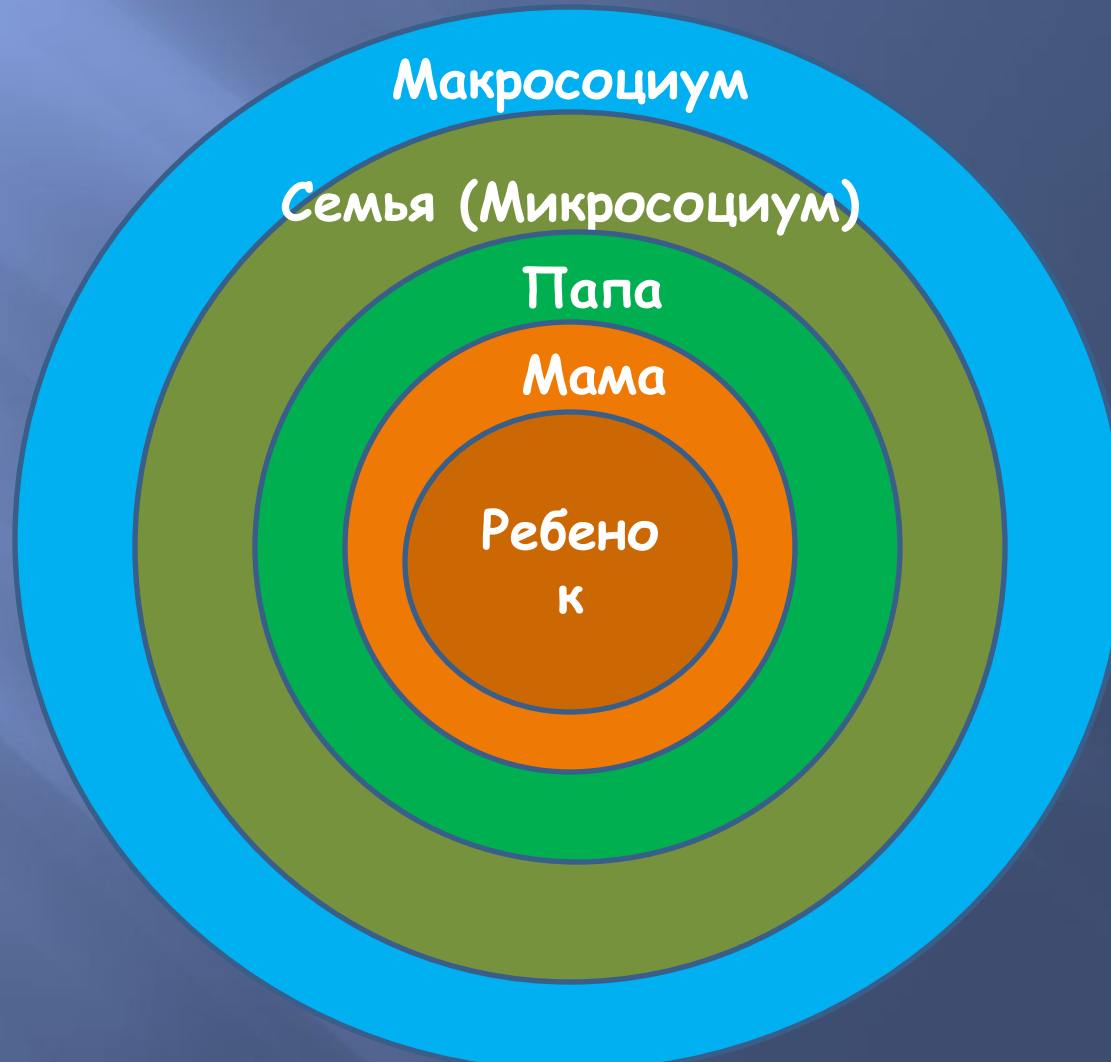 Макросоциум
Семья (Микросоциум)
Папа
Мама
Ребено
к